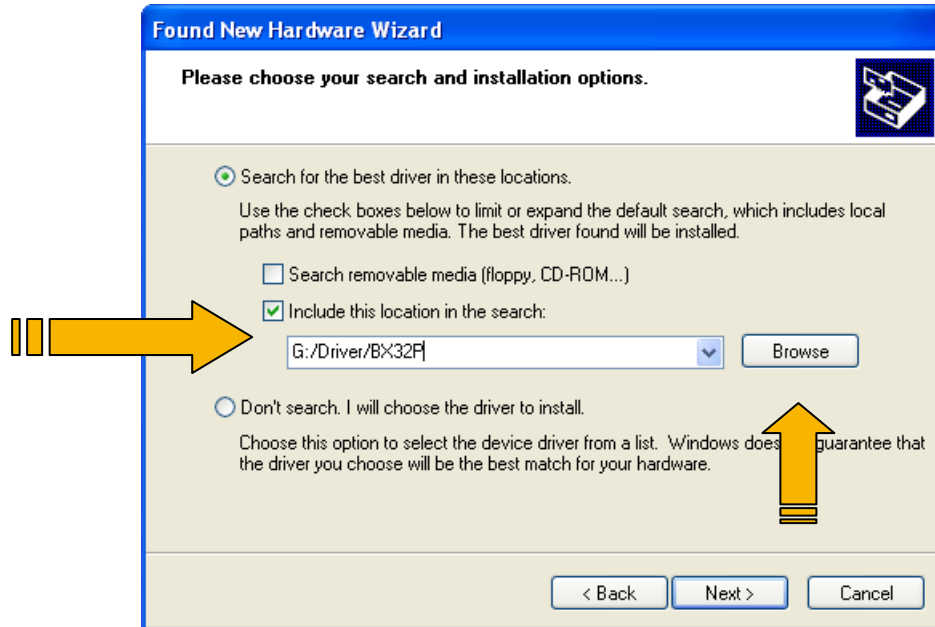 Found New Hardware Wizard
Please choose your search and installation options.
Search for the best driver in these locations.
Use the check boxes below to limit or expand the default search, which includes local
paths and removable media. The best driver found will be installed.
Search removable media (floppy, CD-ROM...)
Include this location in the search:
G:/Driver/BX32P
Browse
Don't search. I will choose the driver to install.
Choose this option to select the device driver from a list. Windows does guarantee that
the driver you choose will be the best match for your hardware.
< Back
Next >
Cancel